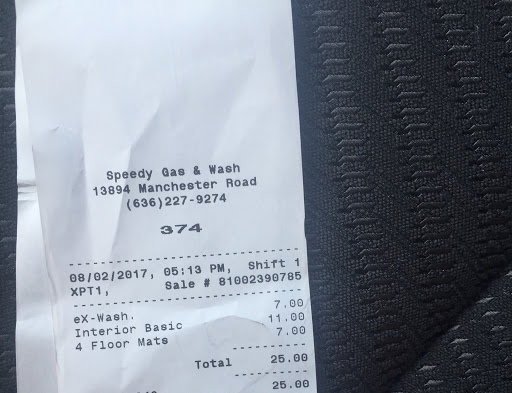 Speedy Gas & Wash
13894 Manchester Road
(636)227-9274
374
08/02/2017, 05:13 PM, Shift 1
XPT1, Sale # 81002390785
eX-Wash. 7.00
Interior Basic 11.00
4 Floor Mats 7.00
Total 25.00
25.00